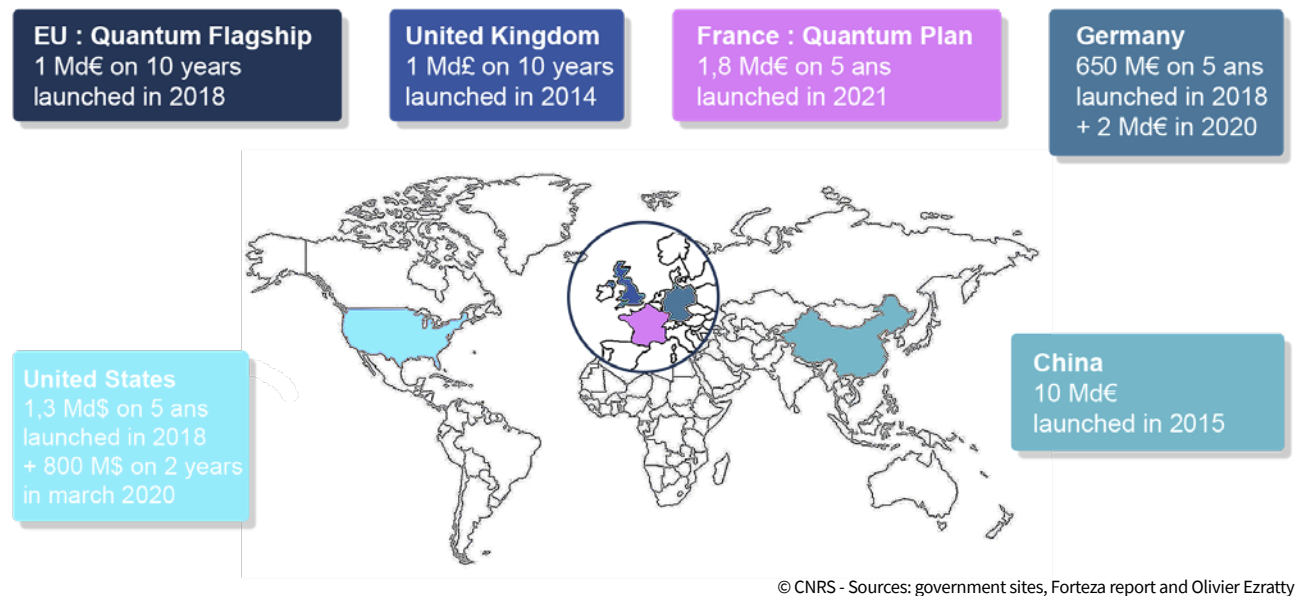 EU : Quantum Flagship
1 Md€ on 10 years
launched in 2018
United Kingdom
1 Md£ on 10 years
launched in 2014
France : Quantum Plan
1,8 Md€ on 5 ans
launched in 2021
Germany
650 M€ on 5 ans
launched in 2018
+ 2 Md€ in 2020
United States
1,3 Md$ on 5 ans
launched in 2018
+ 800 M$ on 2 years
in march 2020
China
10 Md€
launched in 2015
© CNRS - Sources: government sites, Forteza report and Olivier Ezratty